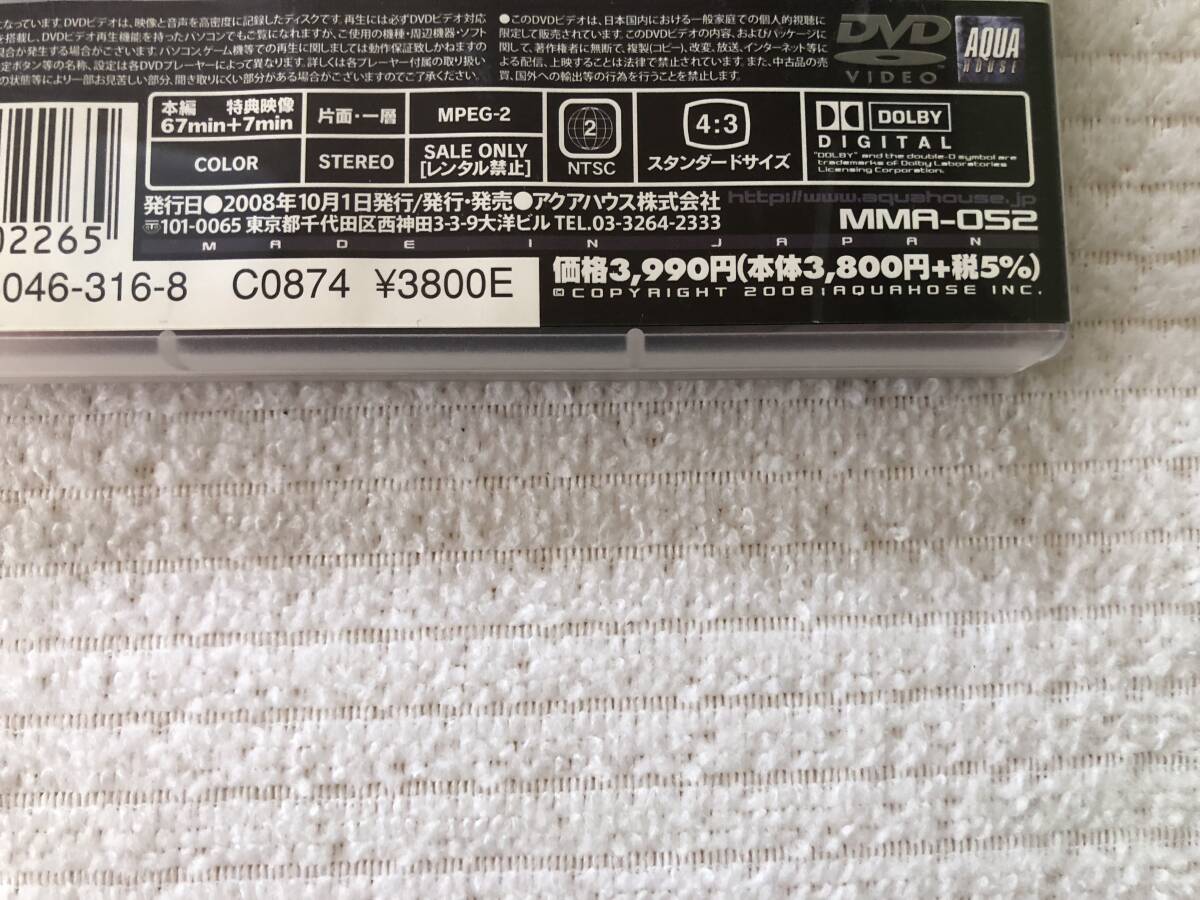 なっています。DVDビデオは、映像と音声を高密度に記録したディスクです。再生には必ずDVDビデオ対応
を搭載し、DVDビデオ再生機能を持ったパソコンでもご覧になれますが、ご使用の機種・周辺機器・ソフト
合が発生する場合がございます。パソコン、ゲーム機等での再生に関しましては動作保証致しかねますの
定ボタン等の名称、設定は各DVDプレーヤーによって異なります。詳しくは各プレーヤー付属の取り扱い
の状態等により一部お見苦しい部分、聞き取りにくい部分がある場合がございますのでご了承下さい。
●このDVDビデオは、日本国内における一般家庭での個人的視聴に
限定して販売されています。このDVDビデオの内容、およびパッケージに
関して、著作権者に無断で、複製(コピー)、改変、放送、インターネット等に
よる配信、上映することは法律で禁止されています。また、中古品の売
買、国外への輸出等の行為を行うことを禁止します。
DVD
VIDEO
AQUA
HOUSE
本編 特典映像
67min+7min
片面・一層
MPEG-2
COLOR
STEREO
SALE ONLY
[レンタル禁止]
2
NTSC
4:3
スタンダードサイズ
DOLBY
DIGITAL
"DOLBY" and the double-D symbol are
trademarks of Dolby Laboratories
Licensing Corporation.
発行日●2008年10月1日発行/発行・発売●アクアハウス株式会社
http://www.aquahouse.jp
〒101-0065 東京都千代田区西神田3-3-9大洋ビル TEL.03-3264-2333
MMA-052
MADE IN JAPAN
02265
046-316-8 C0874 ¥3800E
価格3,990円(本体3,800円+税5%)
©COPYRIGHT 2008; AQUAHOSE INC.